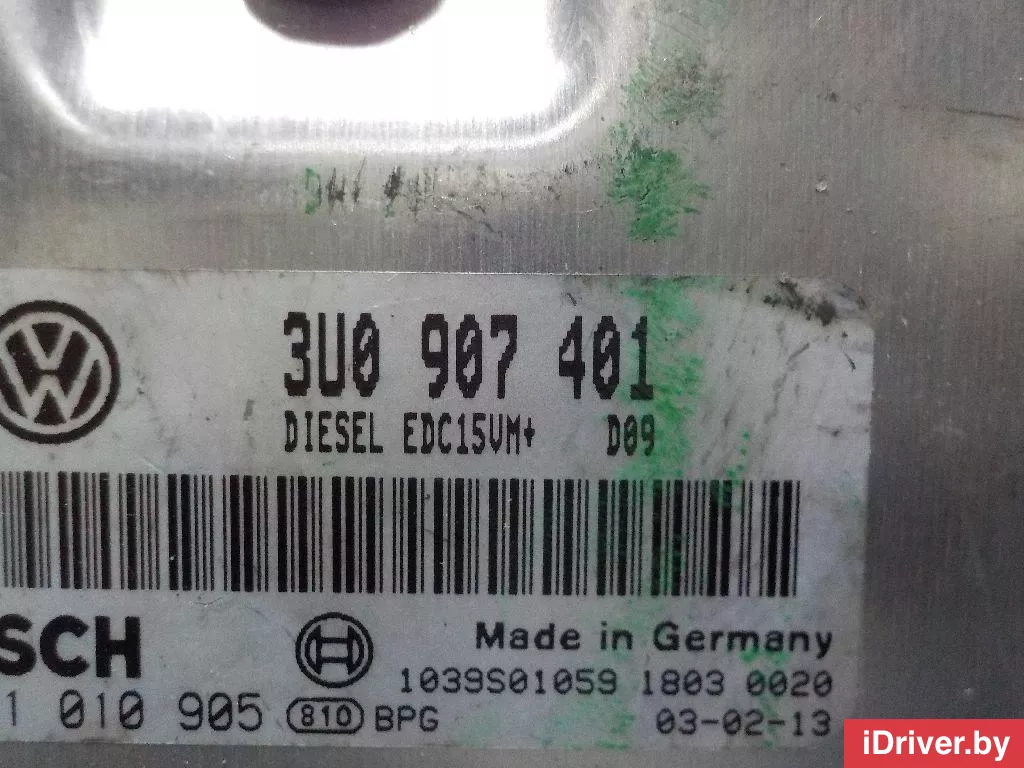 3U0 907 401
DIESEL EDC15VM+ D09
SCH
Made in Germany
1039S01059 1803 0020
1 010 905 810 BPG
03-02-13
iDriver.by